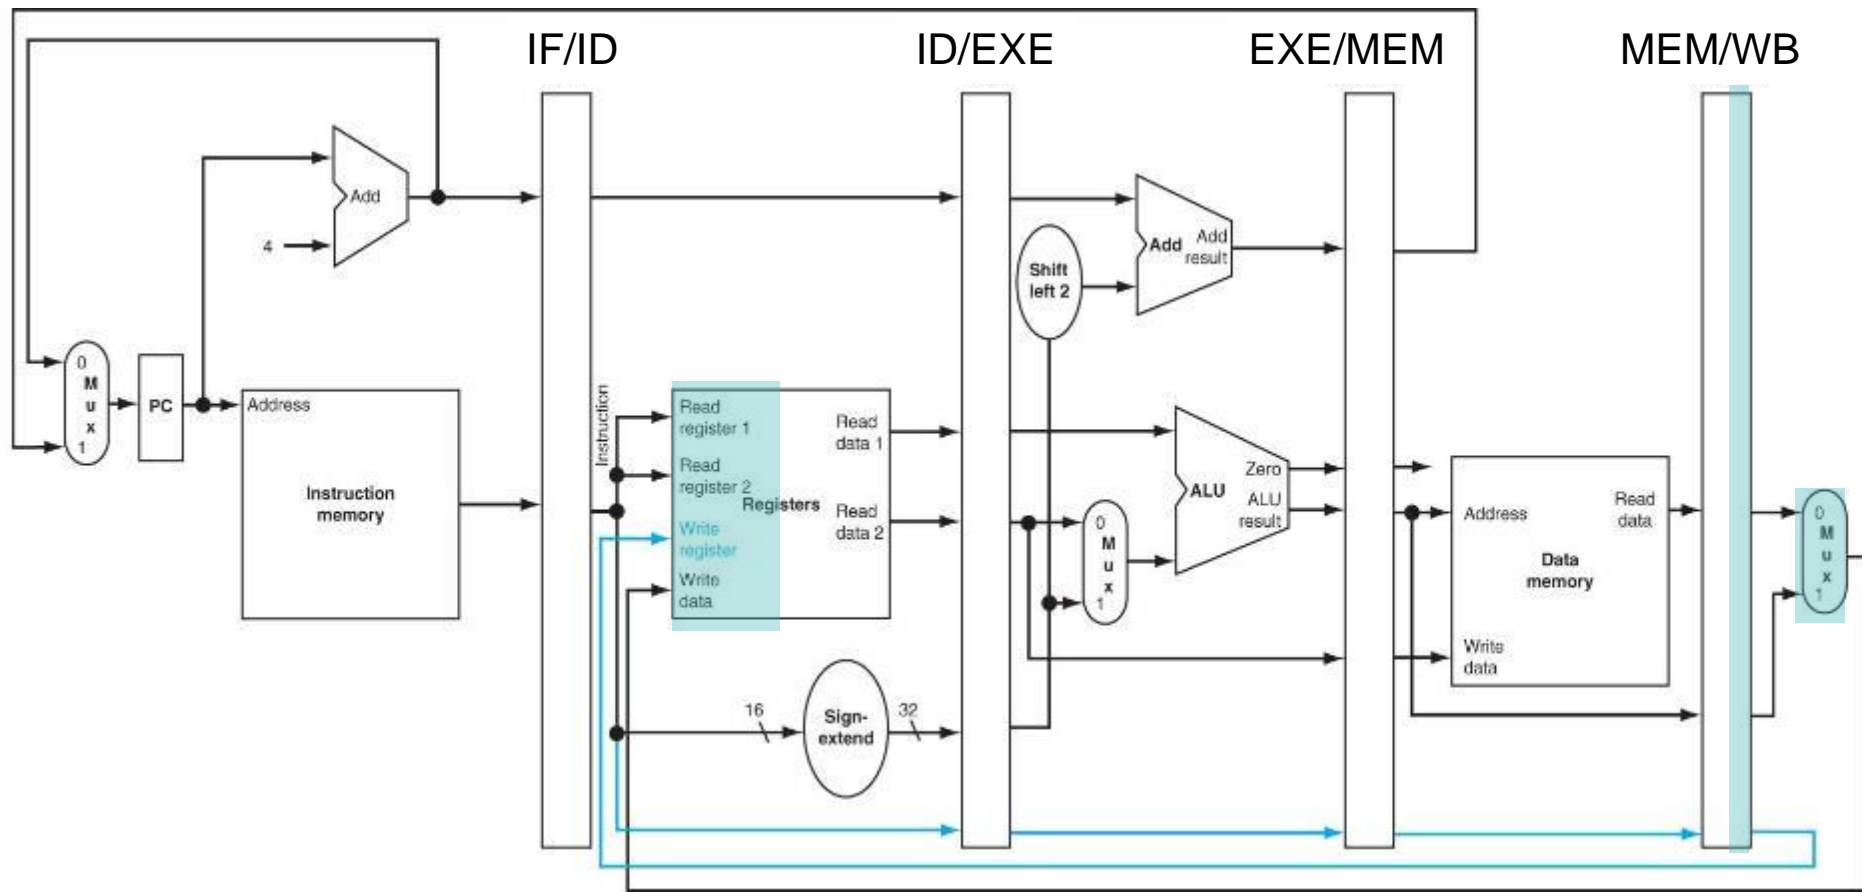 IF/ID
ID/EXE
EXE/MEM
MEM/WB
Add
4
0
M
u
x
1
PC
Address
Instruction
memory
Instruction
Read
register 1
Read
register 2
Write
register
Write
data
Registers
Read
data 1
Read
data 2
16
Sign-
extend
32
Shift
left 2
Add
Add
result
0
M
u
x
1
ALU
Zero
ALU
result
Address
Read
data
Data
memory
Write
data
0
M
u
x
1